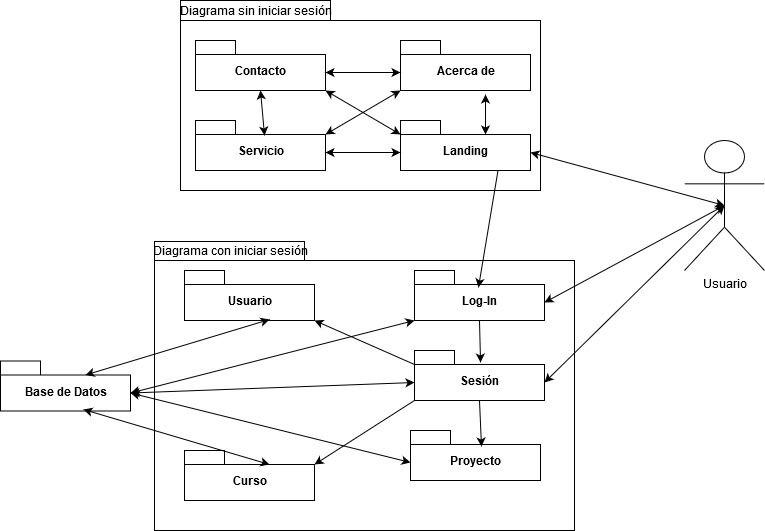 Diagrama sin iniciar sesión
Contacto
Acerca de
Servicio
Landing
Usuario
Diagrama con iniciar sesión
Usuario
Log-In
Base de Datos
Sesión
Proyecto
Curso